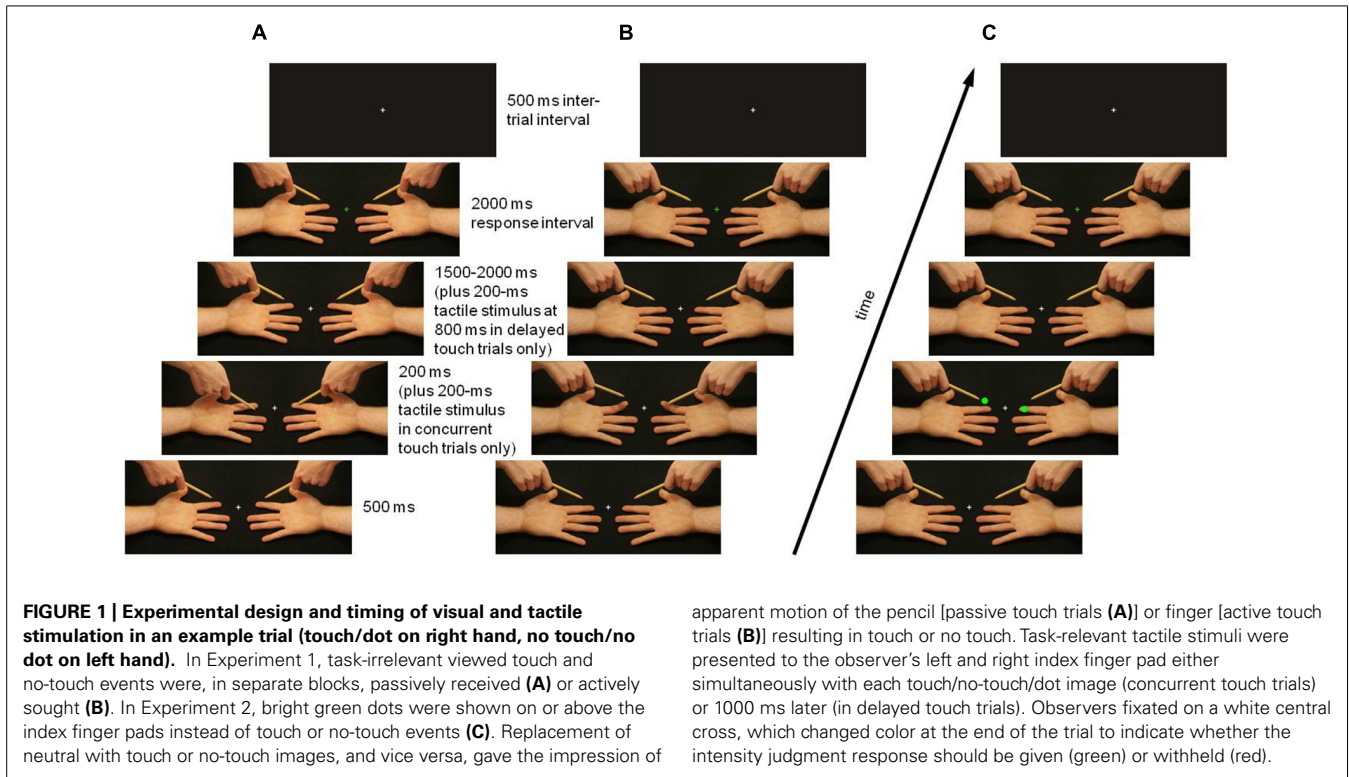 A
B
C
500 ms inter-
trial interval
2000 ms
response interval
1500-2000 ms
(plus 200-ms
tactile stimulus at
800 ms in delayed
touch trials only)
200 ms
(plus 200-ms
tactile stimulus
in concurrent
touch trials only)
500 ms
time
FIGURE 1 | Experimental design and timing of visual and tactile
stimulation in an example trial (touch/dot on right hand, no touch/no
dot on left hand). In Experiment 1, task-irrelevant viewed touch and
no-touch events were, in separate blocks, passively received (A) or actively
sought (B). In Experiment 2, bright green dots were shown on or above the
index finger pads instead of touch or no-touch events (C). Replacement of
neutral with touch or no-touch images, and vice versa, gave the impression of
apparent motion of the pencil [passive touch trials (A)] or finger [active touch
trials (B)] resulting in touch or no touch. Task-relevant tactile stimuli were
presented to the observer's left and right index finger pad either
simultaneously with each touch/no-touch/dot image (concurrent touch trials)
or 1000 ms later (in delayed touch trials). Observers fixated on a white central
cross, which changed color at the end of the trial to indicate whether the
intensity judgment response should be given (green) or withheld (red).